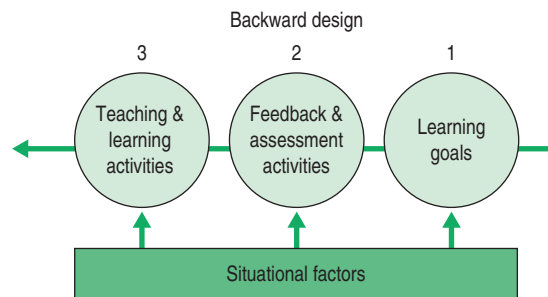 Backward design
3
2
1
Teaching &
learning
activities
Feedback &
assessment
activities
Learning
goals
Situational factors